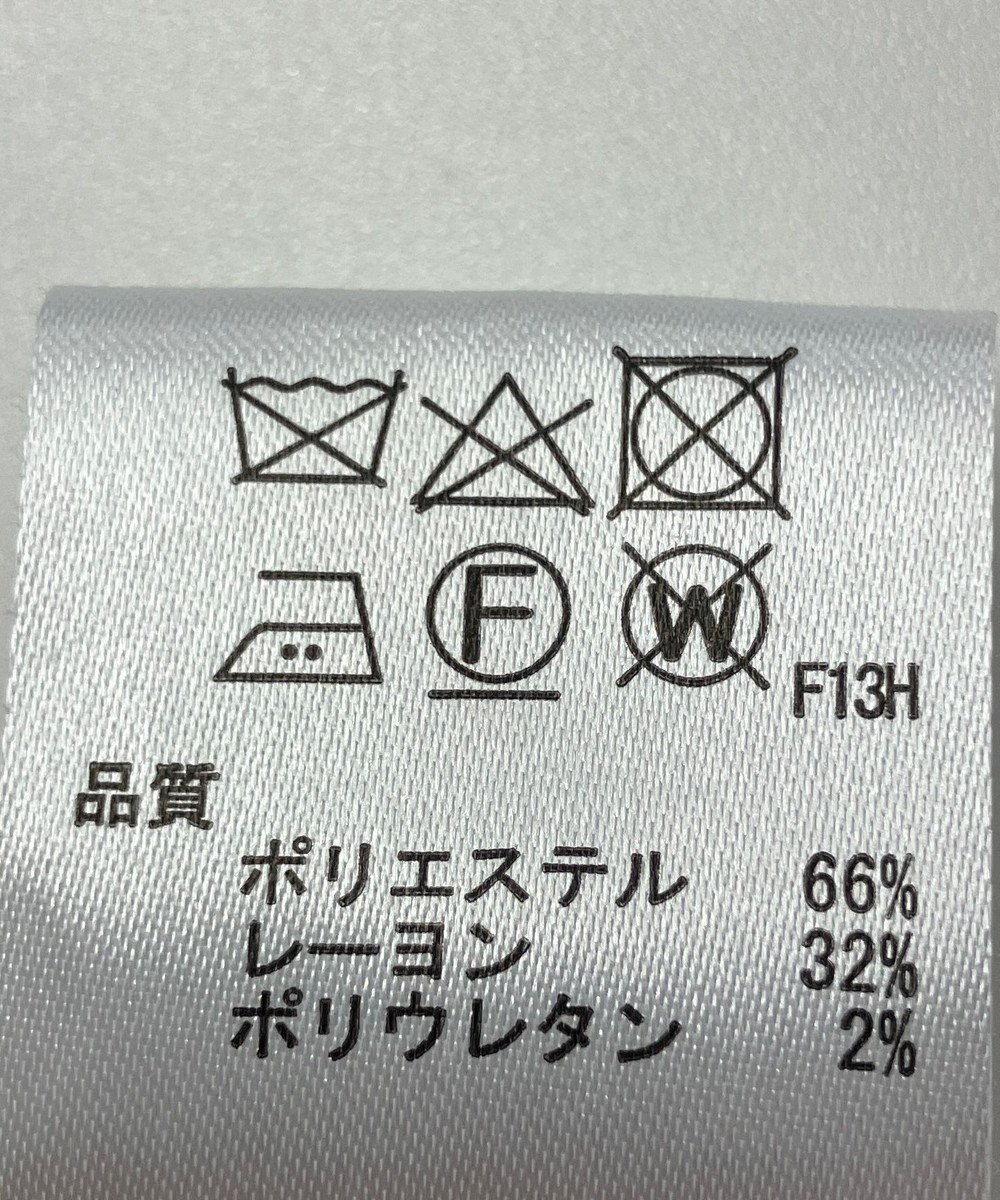 F W F13H
品質
ポリエステル 66%
レーヨン 32%
ポリウレタン 2%